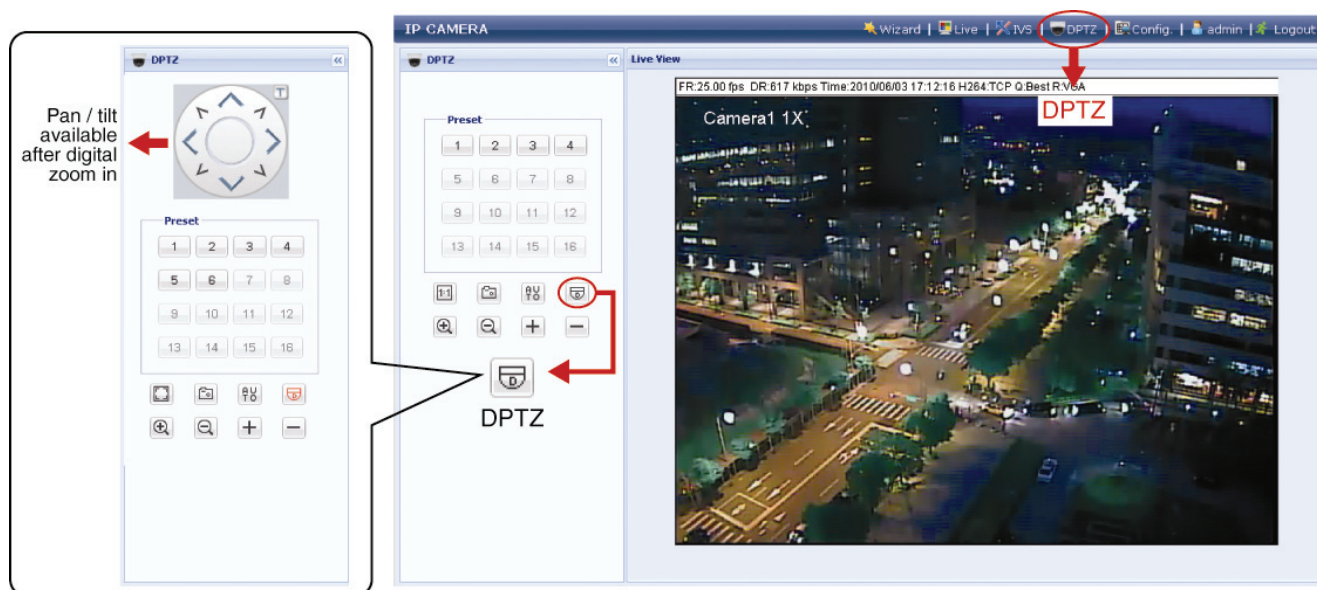 IP CAMERA
Wizard | Live | IVS | DPTZ | Config. | admin | Logout
DPTZ
Pan / tilt
available
after digital
zoom in
T
Preset
1 2 3 4
5 6 7 8
9 10 11 12
13 14 15 16
AUTO
D
DPTZ
Preset
1 2 3 4
5 6 7 8
9 10 11 12
13 14 15 16
1:1
AUTO
D
D
DPTZ
Live View
FR:25.00 fps DR:617 kbps Time:2010/06/03 17:12:16 H264:TCP Q:Best R:VGA
DPTZ
Camera1 1X